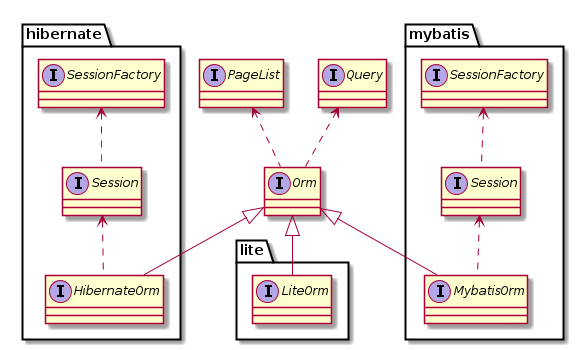 hibernate
mybatis
I SessionFactory
I PageList
I Query
I SessionFactory
I Session
I Orm
I Session
lite
I HibernateOrm
I LiteOrm
I MybatisOrm